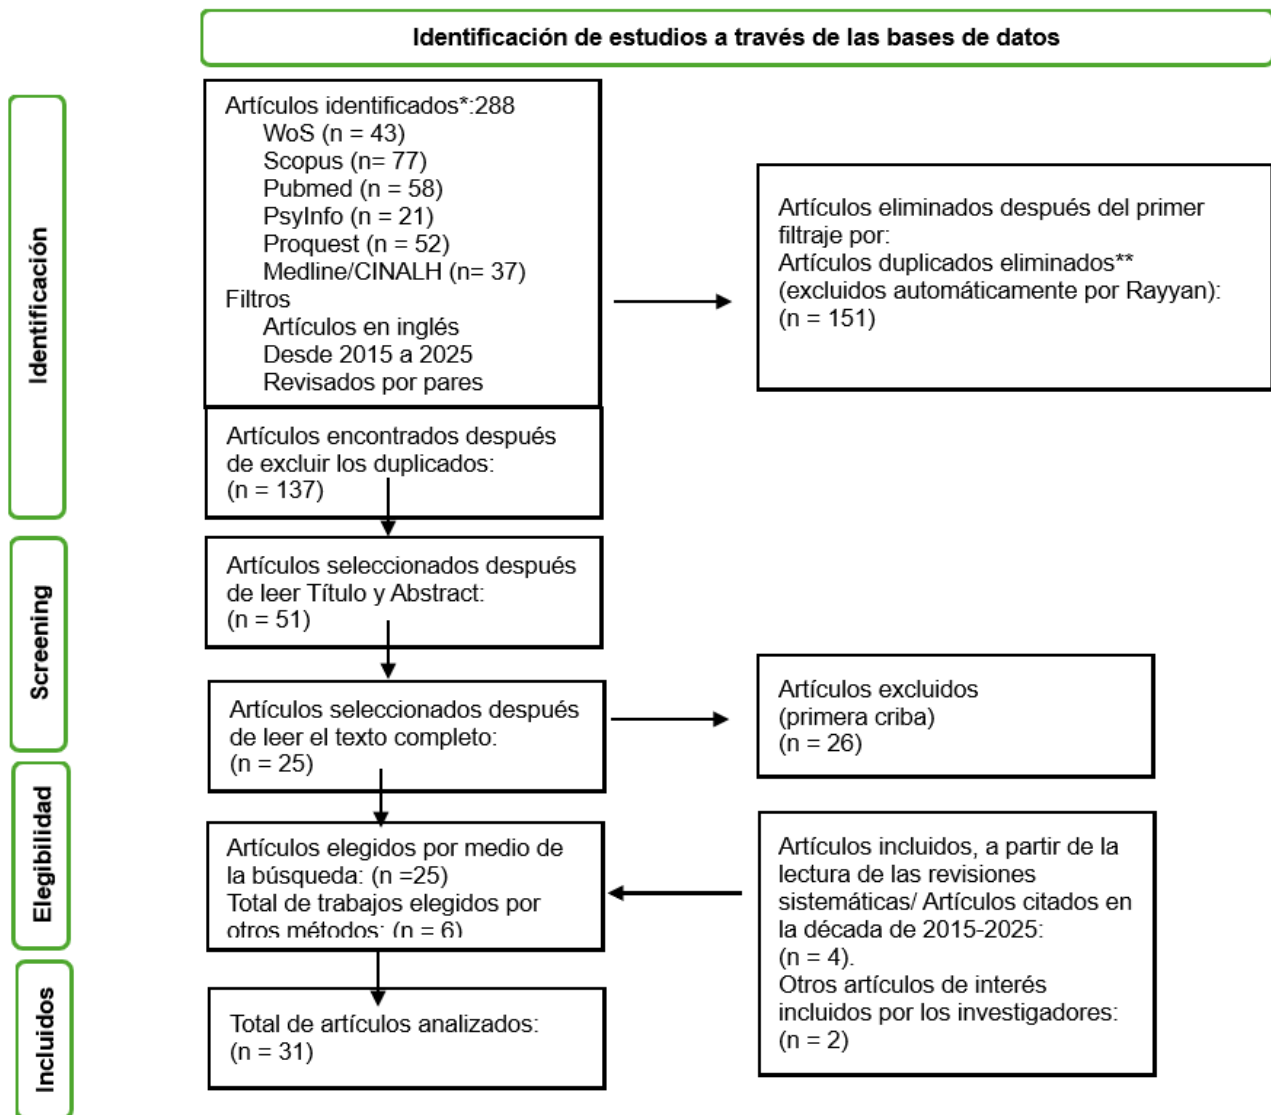 Identificación de estudios a través de las bases de datos
Identificación
Artículos identificados*:288
WoS (n = 43)
Scopus (n= 77)
Pubmed (n = 58)
PsyInfo (n = 21)
Proquest (n = 52)
Medline/CINALH (n= 37)
Filtros
Artículos en inglés
Desde 2015 a 2025
Revisados por pares
Artículos eliminados después del primer
filtraje por:
Artículos duplicados eliminados**
(excluidos automáticamente por Rayyan):
(n = 151)
Artículos encontrados después
de excluir los duplicados:
(n = 137)
Screening
Artículos seleccionados después
de leer Título y Abstract:
(n = 51)
Artículos seleccionados después
de leer el texto completo:
(n = 25)
Artículos excluidos
(primera criba)
(n = 26)
Elegibilidad
Artículos elegidos por medio de
la búsqueda: (n =25)
Total de trabajos elegidos por
otros métodos: (n = 6)
Artículos incluidos, a partir de la
lectura de las revisiones
sistemáticas/ Artículos citados en
la década de 2015-2025:
(n = 4).
Otros artículos de interés
incluidos por los investigadores:
(n = 2)
Incluidos
Total de artículos analizados:
(n = 31)